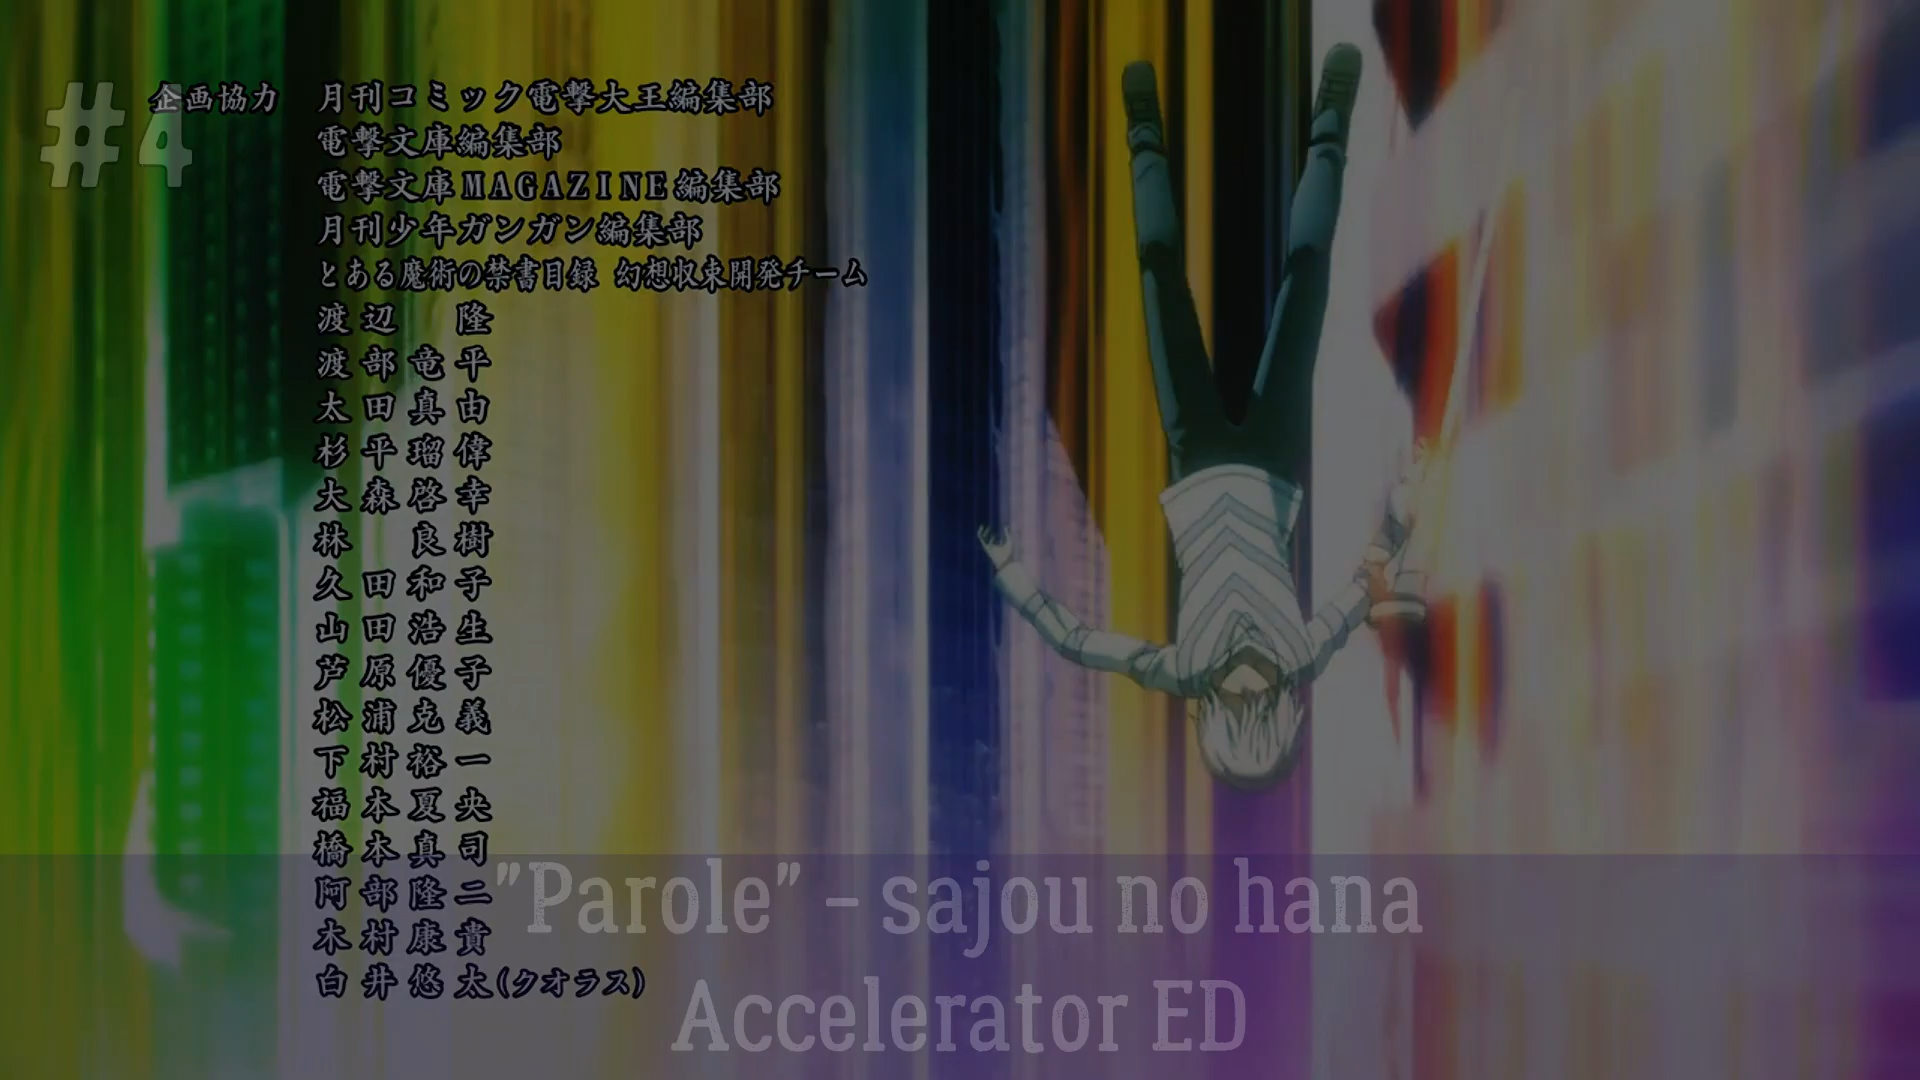 #4
企画協力 月刊コミック電撃大王編集部
電撃文庫編集部
電撃文庫MAGAZINE編集部
月刊少年ガンガン編集部
とある魔術の禁書目録 幻想収束開発チーム
渡辺 隆
渡部竜平
太田真由
杉平瑠偉
大森啓幸
林 良樹
久田和子
山田浩生
芦原優子
松浦克義
下村裕一
福本夏央
橋本真司
阿部隆二
木村康貴
白井悠太(クオラス)
"Parole" - sajou no hana
Accelerator ED